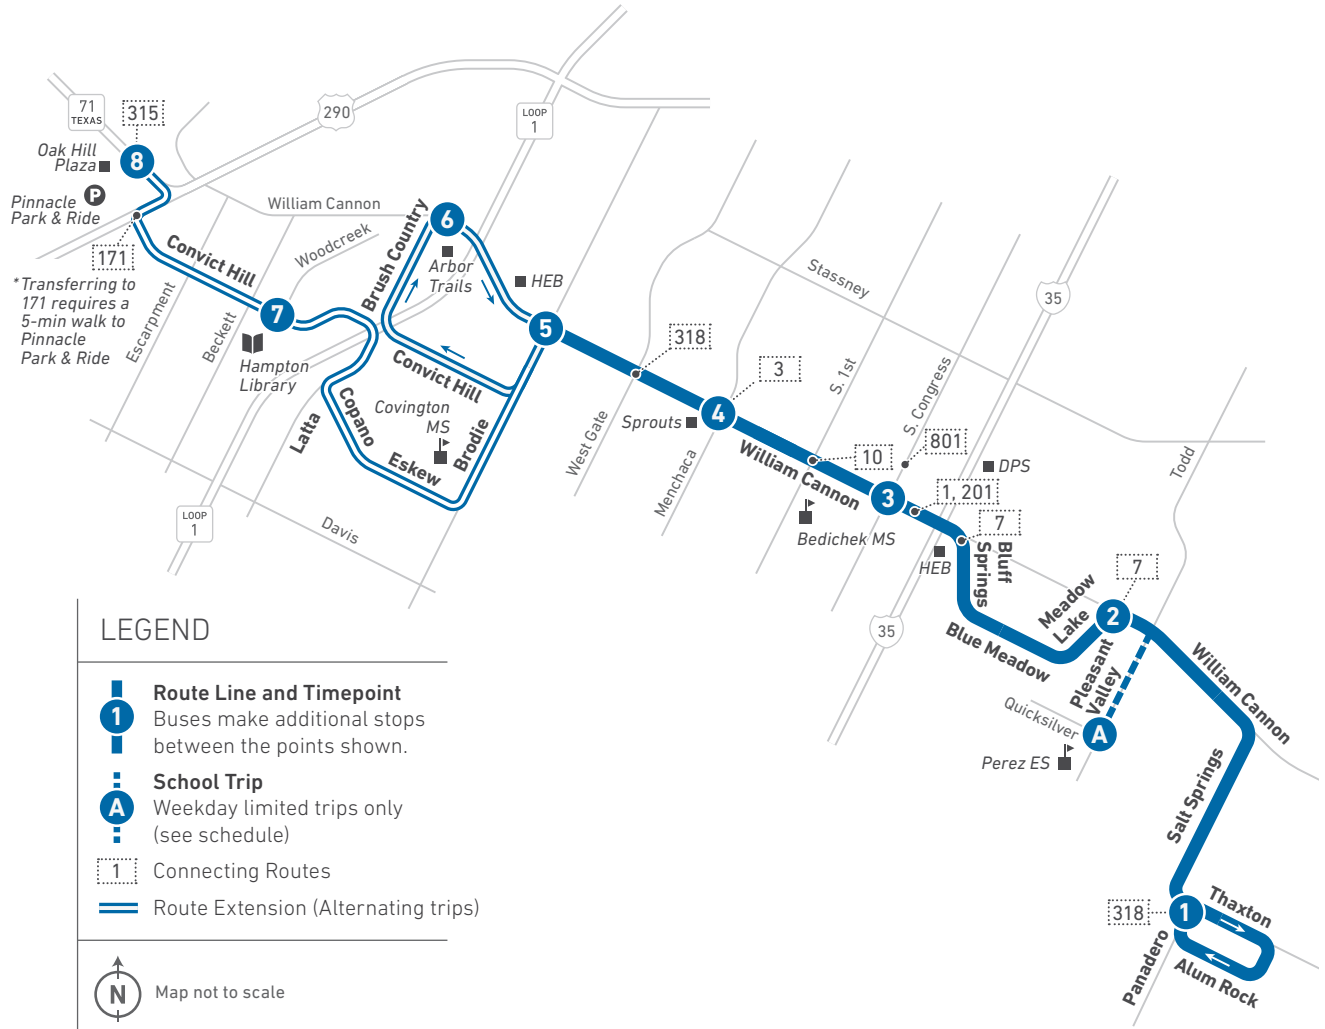 71
TEXAS
315
Oak Hill
Plaza
8
P
Pinnacle
Park & Ride
171
*Transferring to
171 requires a
5-min walk to
Pinnacle
Park & Ride
290
LOOP
1
William Cannon
Woodcreek
Convict Hill
Escarpment
Beckett
7
Hampton
Library
Brush Country
6
Arbor
Trails
HEB
5
Convict Hill
Covington
MS
Latta
Copano
Eskew
Brodie
LOOP
1
Davis
318
West Gate
Sprouts
4
3
Menchaca
William Cannon
Stassney
S. 1st
10
Bedichek MS
3
S. Congress
801
DPS
1, 201
35
7
HEB
Bluff
Springs
35
Blue Meadow
Meadow
Lake
7
2
Todd
Pleasant
Valley
Quicksilver
A
Perez ES
William Cannon
Salt Springs
318
1
Thaxton
Alum Rock
Panadero
LEGEND
1
Route Line and Timepoint
Buses make additional stops
between the points shown.
A
School Trip
Weekday limited trips only
(see schedule)
1
Connecting Routes
Route Extension (Alternating trips)
N
Map not to scale